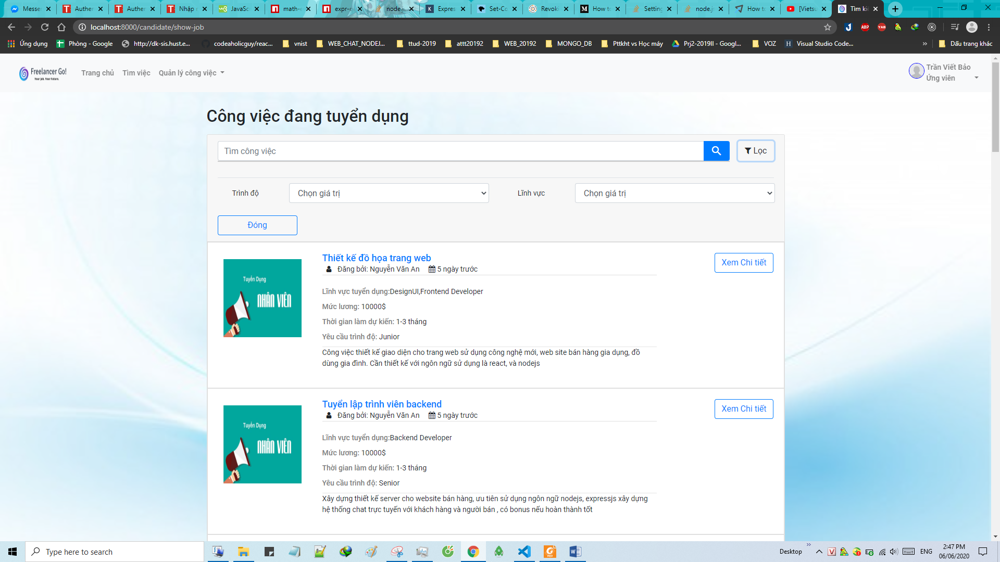 Messe
Auther
Auther
Nhập r
JavaSc
math-e
expr-e
node.j
Expres
Set-Co
Revoki
How to
Setting
node.j
How to
[Vietsu
Tìm ki
localhost:8000/candidate/show-job
Ứng dụng
Phòng - Google
http://dk-sis.hust.e...
codeaholicguy/reac...
vnist
WEB_CHAT_NODEJ...
ttud-2019
attt20192
WEB_20192
MONGO_DB
Pttkht vs Học máy
Prj2-2019II - Googl...
VOZ
Visual Studio Code...
»
Dấu trang khác
Freelancer Go!
Your job. Your Future.
Trang chủ
Tìm việc
Quản lý công việc
Trần Viết Bảo
Ứng viên
Công việc đang tuyển dụng
Tìm công việc
Lọc
Trình độ
Chọn giá trị
Lĩnh vực
Chọn giá trị
Đóng
Tuyển Dụng
NHÂN VIÊN
Thiết kế đồ họa trang web
Đăng bởi: Nguyễn Văn An
5 ngày trước
Xem Chi tiết
Lĩnh vực tuyển dụng:DesignUI,Frontend Developer
Mức lương: 10000$
Thời gian làm dự kiến: 1-3 tháng
Yêu cầu trình độ: Junior
Công việc thiết kế giao diện cho trang web sử dụng công nghệ mới, web site bán hàng gia dụng, đồ
dùng gia đình. Cần thiết kế với ngôn ngữ sử dụng là react, và nodejs
Tuyển Dụng
NHÂN VIÊN
Tuyển lập trình viên backend
Đăng bởi: Nguyễn Văn An
5 ngày trước
Xem Chi tiết
Lĩnh vực tuyển dụng:Backend Developer
Mức lương: 10000$
Thời gian làm dự kiến: 1-3 tháng
Yêu cầu trình độ: Senior
Xây dựng thiết kế server cho website bán hàng, ưu tiên sử dụng ngôn ngữ nodejs, expressjs xây dựng
hệ thống chat trực tuyến với khách hàng và người bán , có bonus nếu hoàn thành tốt
Type here to search
Desktop
»
ENG
2:47 PM
06/06/2020